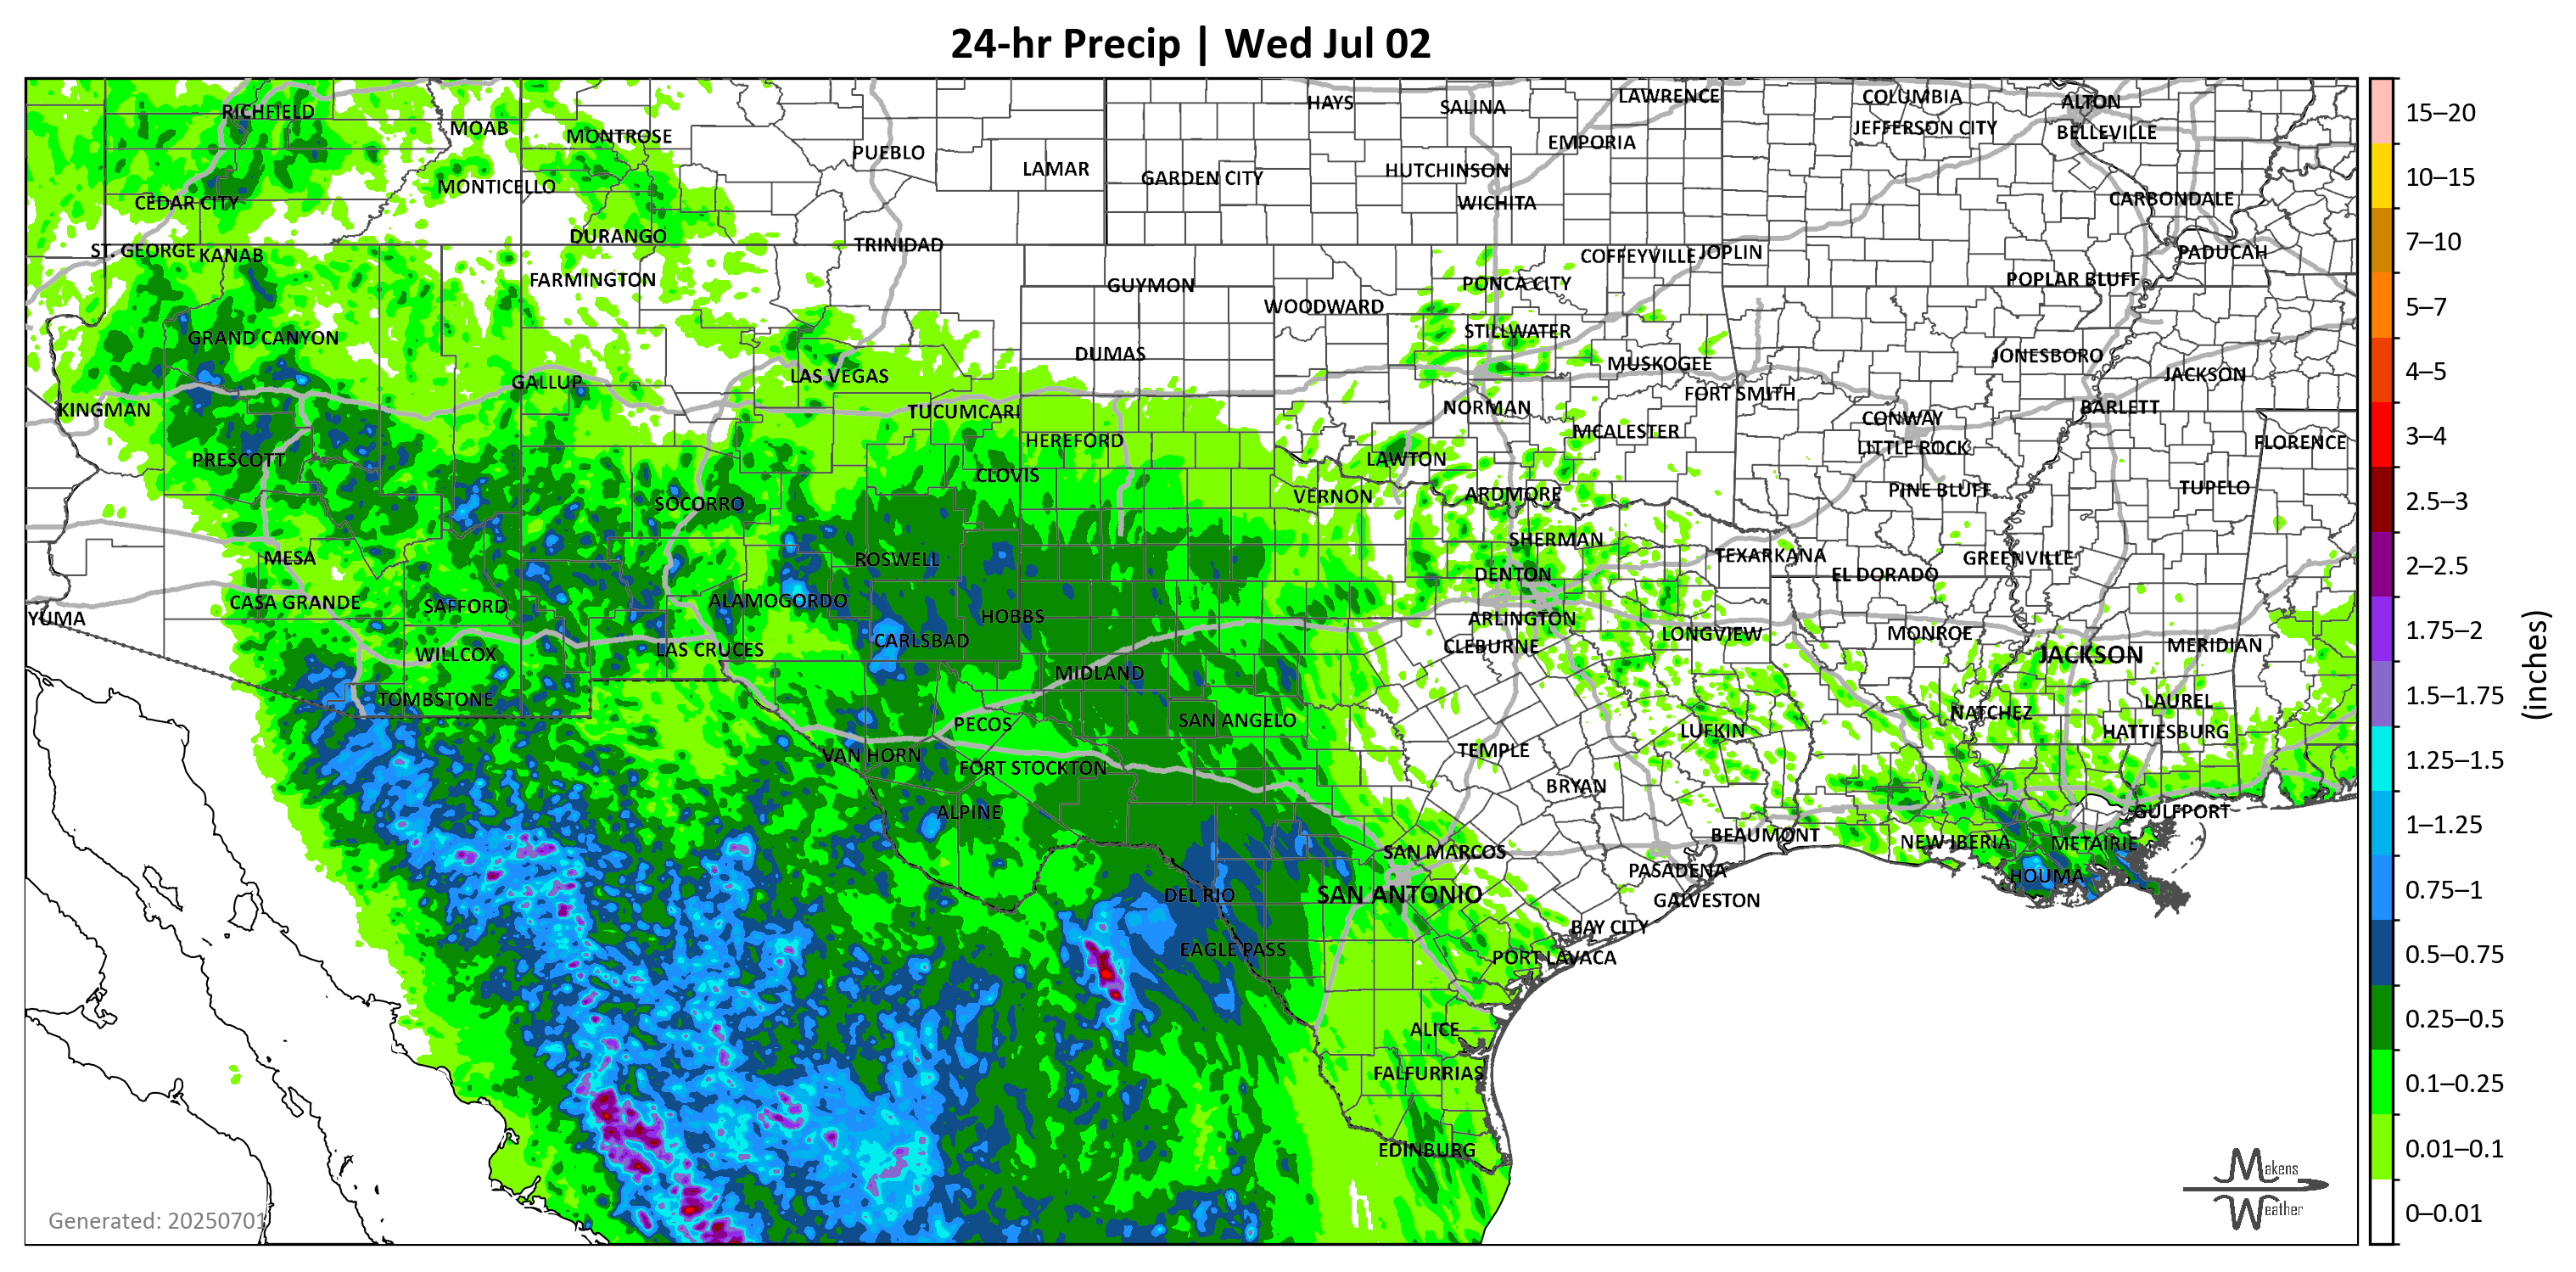 24-hr Precip | Wed Jul 02
RICHFIELD
MOAB
MONTROSE
PUEBLO
LAMAR
GARDEN CITY
HAYS
SALINA
LAWRENCE
EMPORIA
HUTCHINSON
WICHITA
COLUMBIA
JEFFERSON CITY
ALTON
BELLEVILLE
MONTICELLO
CEDAR CITY
CARBONDALE
DURANGO
TRINIDAD
ST. GEORGE
KANAB
FARMINGTON
GUYMON
WOODWARD
PONCA CITY
COFFEYVILLE
JOPLIN
POPLAR BLUFF
PADUCAH
GRAND CANYON
DUMAS
STILLWATER
MUSKOGEE
JONESBORO
JACKSON
LAS VEGAS
GALLUP
KINGMAN
TUCUMCARI
NORMAN
FORT SMITH
BARLETT
CONWAY
HEREFORD
MCALESTER
LITTLE ROCK
FLORENCE
PRESCOTT
CLOVIS
LAWTON
SOCORRO
VERNON
ARDMORE
PINE BLUFF
TUPELO
MESA
ROSWELL
SHERMAN
TEXARKANA
GREENVILLE
DENTON
EL DORADO
CASA GRANDE
SAFFORD
ALAMOGORDO
YUMA
HOBBS
ARLINGTON
CARLSBAD
CLEBURNE
LONGVIEW
MONROE
JACKSON
MERIDIAN
WILLCOX
LAS CRUCES
MIDLAND
TOMBSTONE
PECOS
SAN ANGELO
LUFKIN
NATCHEZ
LAUREL
HATTIESBURG
VAN HORN
FORT STOCKTON
TEMPLE
BRYAN
ALPINE
GULFPORT
BEAUMONT
NEW IBERIA
METAIRIE
SAN MARCOS
PASADENA
HOUMA
DEL RIO
SAN ANTONIO
GALVESTON
BAY CITY
EAGLE PASS
PORT LAVACA
ALICE
FALFURRIAS
EDINBURG
Generated: 20250701
Makens
Weather
15–20
10–15
7–10
5–7
4–5
3–4
2.5–3
2–2.5
1.75–2
1.5–1.75
1.25–1.5
1–1.25
0.75–1
0.5–0.75
0.25–0.5
0.1–0.25
0.01–0.1
0–0.01
(inches)